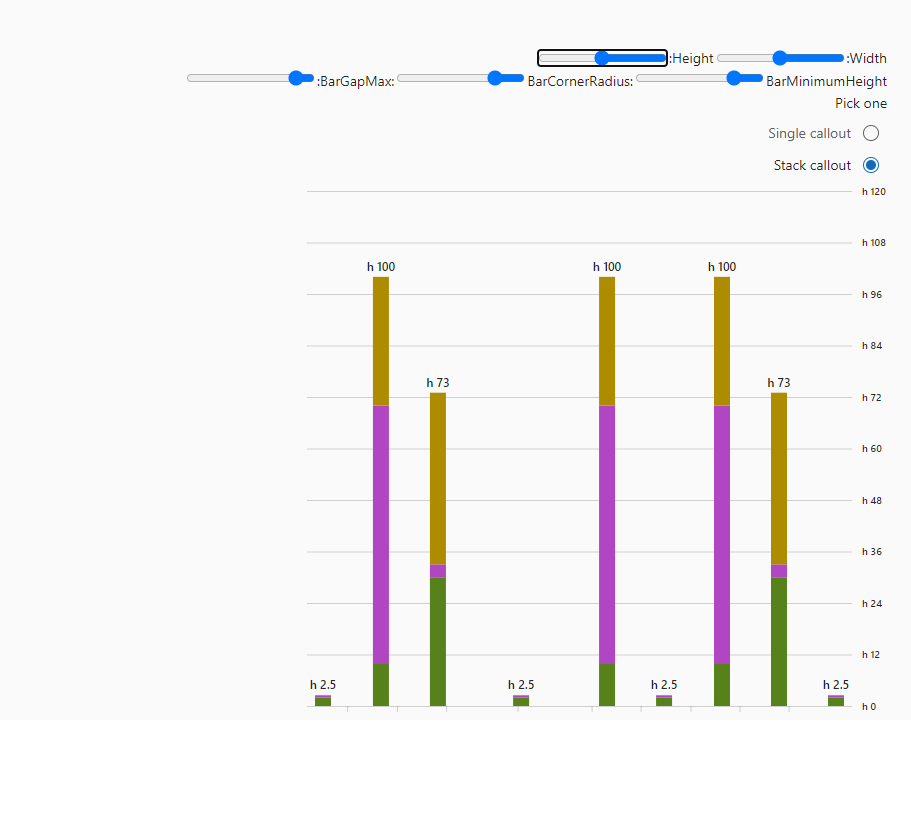 :Height :Width
:BarGapMax: BarCornerRadius: BarMinimumHeight
Pick one
Single callout
Stack callout
h 120
h 108
h 100 h 100 h 100
h 96
h 84
h 73 h 73
h 72
h 60
h 48
h 36
h 24
h 12
h 2.5 h 2.5 h 2.5 h 2.5
h 0